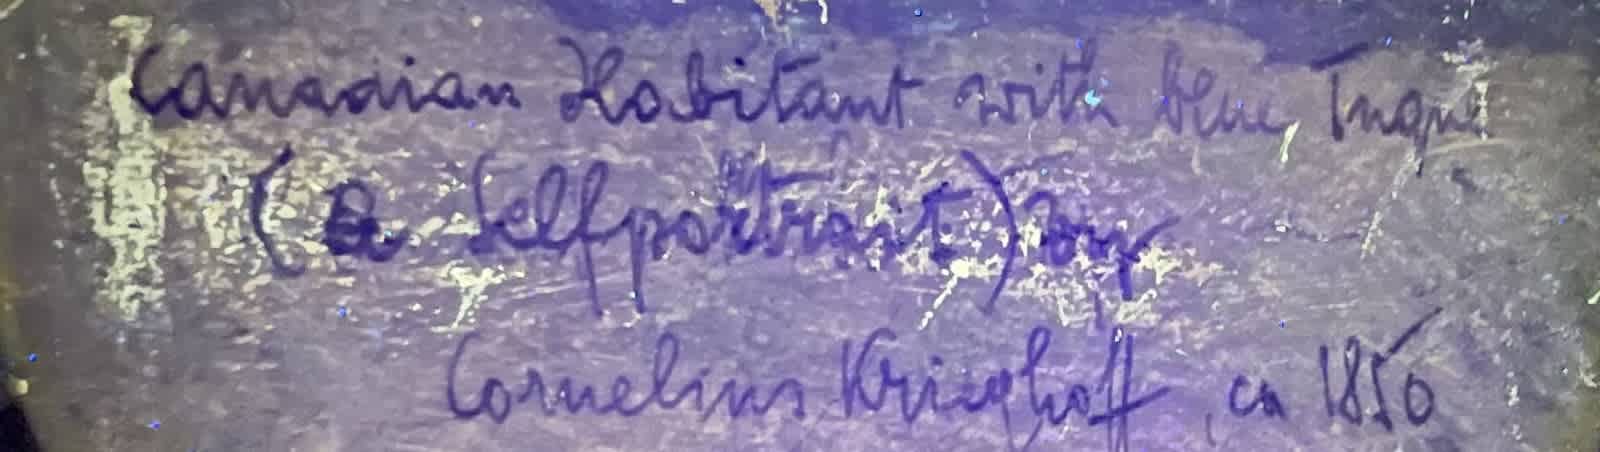 Canadian Habitant with blue Tuque
(a Selfportrait) by
Cornelius Krieghoff, ca 1850